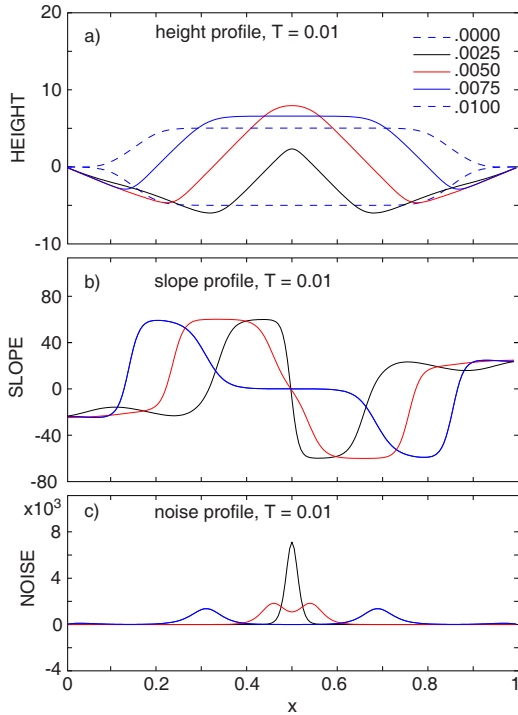 20
a) height profile, T = 0.01
.0000
.0025
.0050
.0075
.0100
10
0
-10
HEIGHT
b) slope profile, T = 0.01
80
40
0
-40
-80
SLOPE
x10³
c) noise profile, T = 0.01
8
4
0
-4
NOISE
0 0.2 0.4 0.6 0.8 1
x